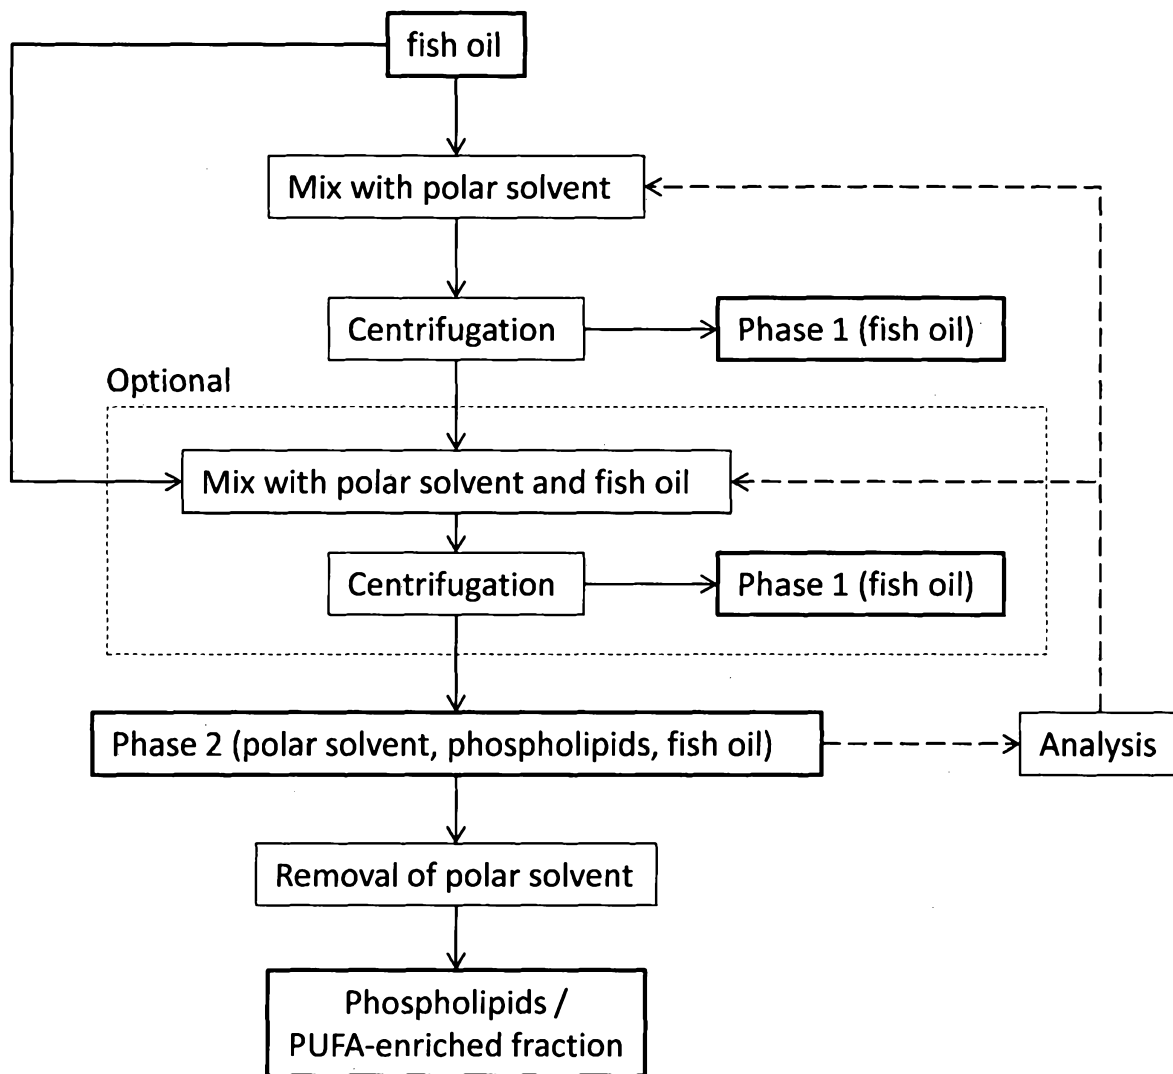 fish oil
Mix with polar solvent
Centrifugation
Phase 1 (fish oil)
Optional
Mix with polar solvent and fish oil
Centrifugation
Phase 1 (fish oil)
Phase 2 (polar solvent, phospholipids, fish oil)
Analysis
Removal of polar solvent
Phospholipids /
PUFA-enriched fraction